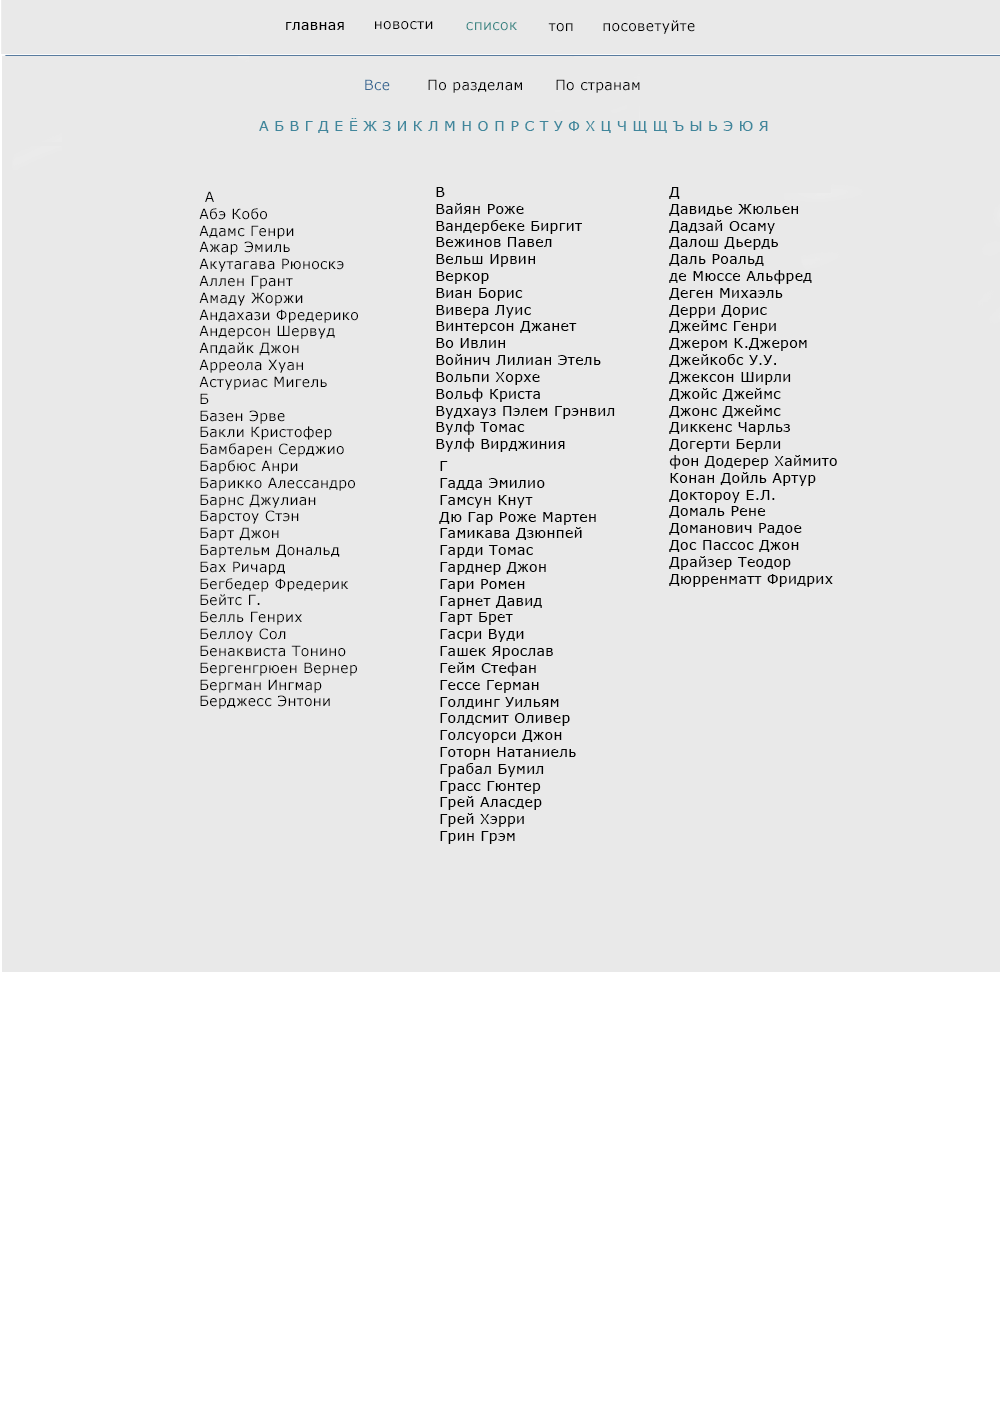 главная новости список топ посоветуйте
Все По разделам По странам
А Б В Г Д Е Ё Ж З И К Л М Н О П Р С Т У Ф Х Ц Ч Щ Щ Ъ Ы Ь Э Ю Я
А
Абэ Кобо
Адамс Генри
Ажар Эмиль
Акутагава Рюноскэ
Аллен Грант
Амаду Жоржи
Андахази Фредерико
Андерсон Шервуд
Апдайк Джон
Арреола Хуан
Астуриас Мигель
Б
Базен Эрве
Бакли Кристофер
Бамбарен Серджио
Барбюс Анри
Барикко Алессандро
Барнс Джулиан
Барстоу Стэн
Барт Джон
Бартельм Дональд
Бах Ричард
Бегбедер Фредерик
Бейтс Г.
Белль Генрих
Беллоу Сол
Бенаквиста Тонино
Бергенгрюен Вернер
Бергман Ингмар
Берджесс Энтони
В
Вайян Роже
Вандербеке Биргит
Вежинов Павел
Вельш Ирвин
Веркор
Виан Борис
Вивера Луис
Винтерсон Джанет
Во Ивлин
Войнич Лилиан Этель
Вольпи Хорхе
Вольф Криста
Вудхауз Пэлем Грэнвил
Вулф Томас
Вулф Вирджиния
Г
Гадда Эмилио
Гамсун Кнут
Дю Гар Роже Мартен
Гамикава Дзюнпей
Гарди Томас
Гарднер Джон
Гари Ромен
Гарнет Давид
Гарт Брет
Гасри Вуди
Гашек Ярослав
Гейм Стефан
Гессе Герман
Голдинг Уильям
Голдсмит Оливер
Голсуорси Джон
Готорн Натаниель
Грабал Бумил
Грасс Гюнтер
Грей Аласдер
Грей Хэрри
Грин Грэм
Д
Давидье Жюльен
Дадзай Осаму
Далош Дьердь
Даль Роальд
де Мюссе Альфред
Деген Михаэль
Дерри Дорис
Джеймс Генри
Джером К.Джером
Джейкобс У.У.
Джексон Ширли
Джойс Джеймс
Джонс Джеймс
Диккенс Чарльз
Догерти Берли
фон Додерер Хаймито
Конан Дойль Артур
Доктороу Е.Л.
Домаль Рене
Доманович Радое
Дос Пассос Джон
Драйзер Теодор
Дюрренматт Фридрих